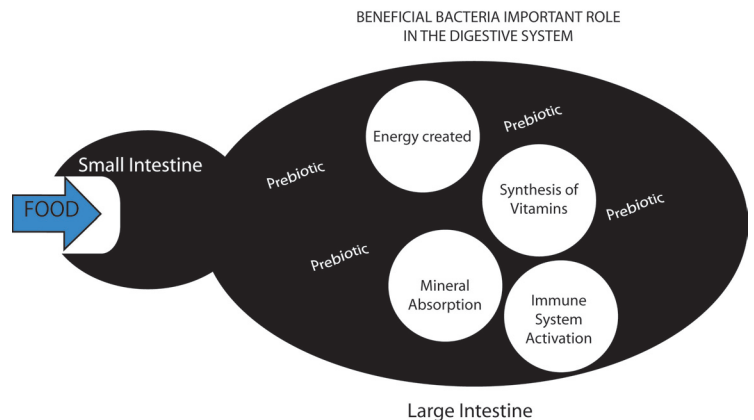 BENEFICIAL BACTERIA IMPORTANT ROLE
IN THE DIGESTIVE SYSTEM
Energy created
Prebiotic
Small Intestine
Prebiotic
FOOD
Synthesis of
Vitamins
Prebiotic
Prebiotic
Mineral
Absorption
Immune
System
Activation
Large Intestine